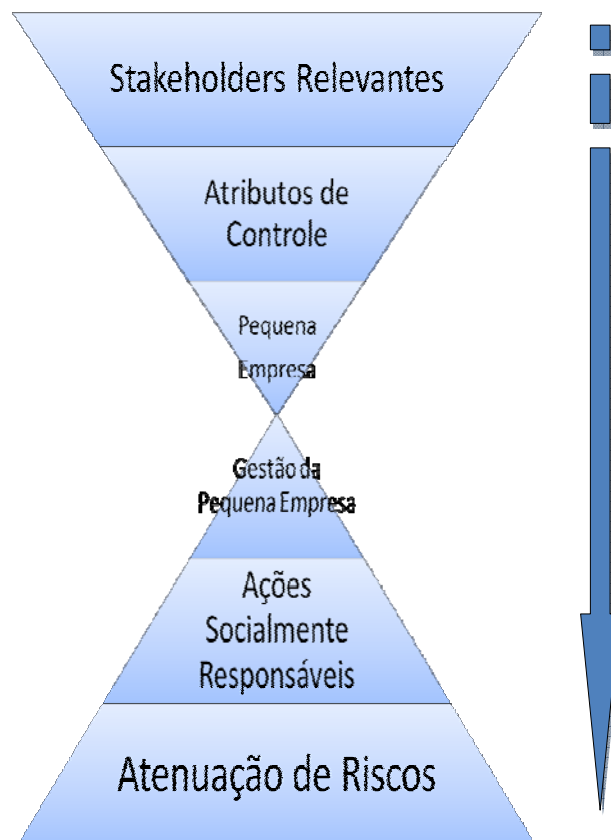 Stakeholders Relevantes
Atributos de
Controle
Pequena
Empresa
Gestão da
Pequena Empresa
Ações
Socialmente
Responsáveis
Atenuação de Riscos